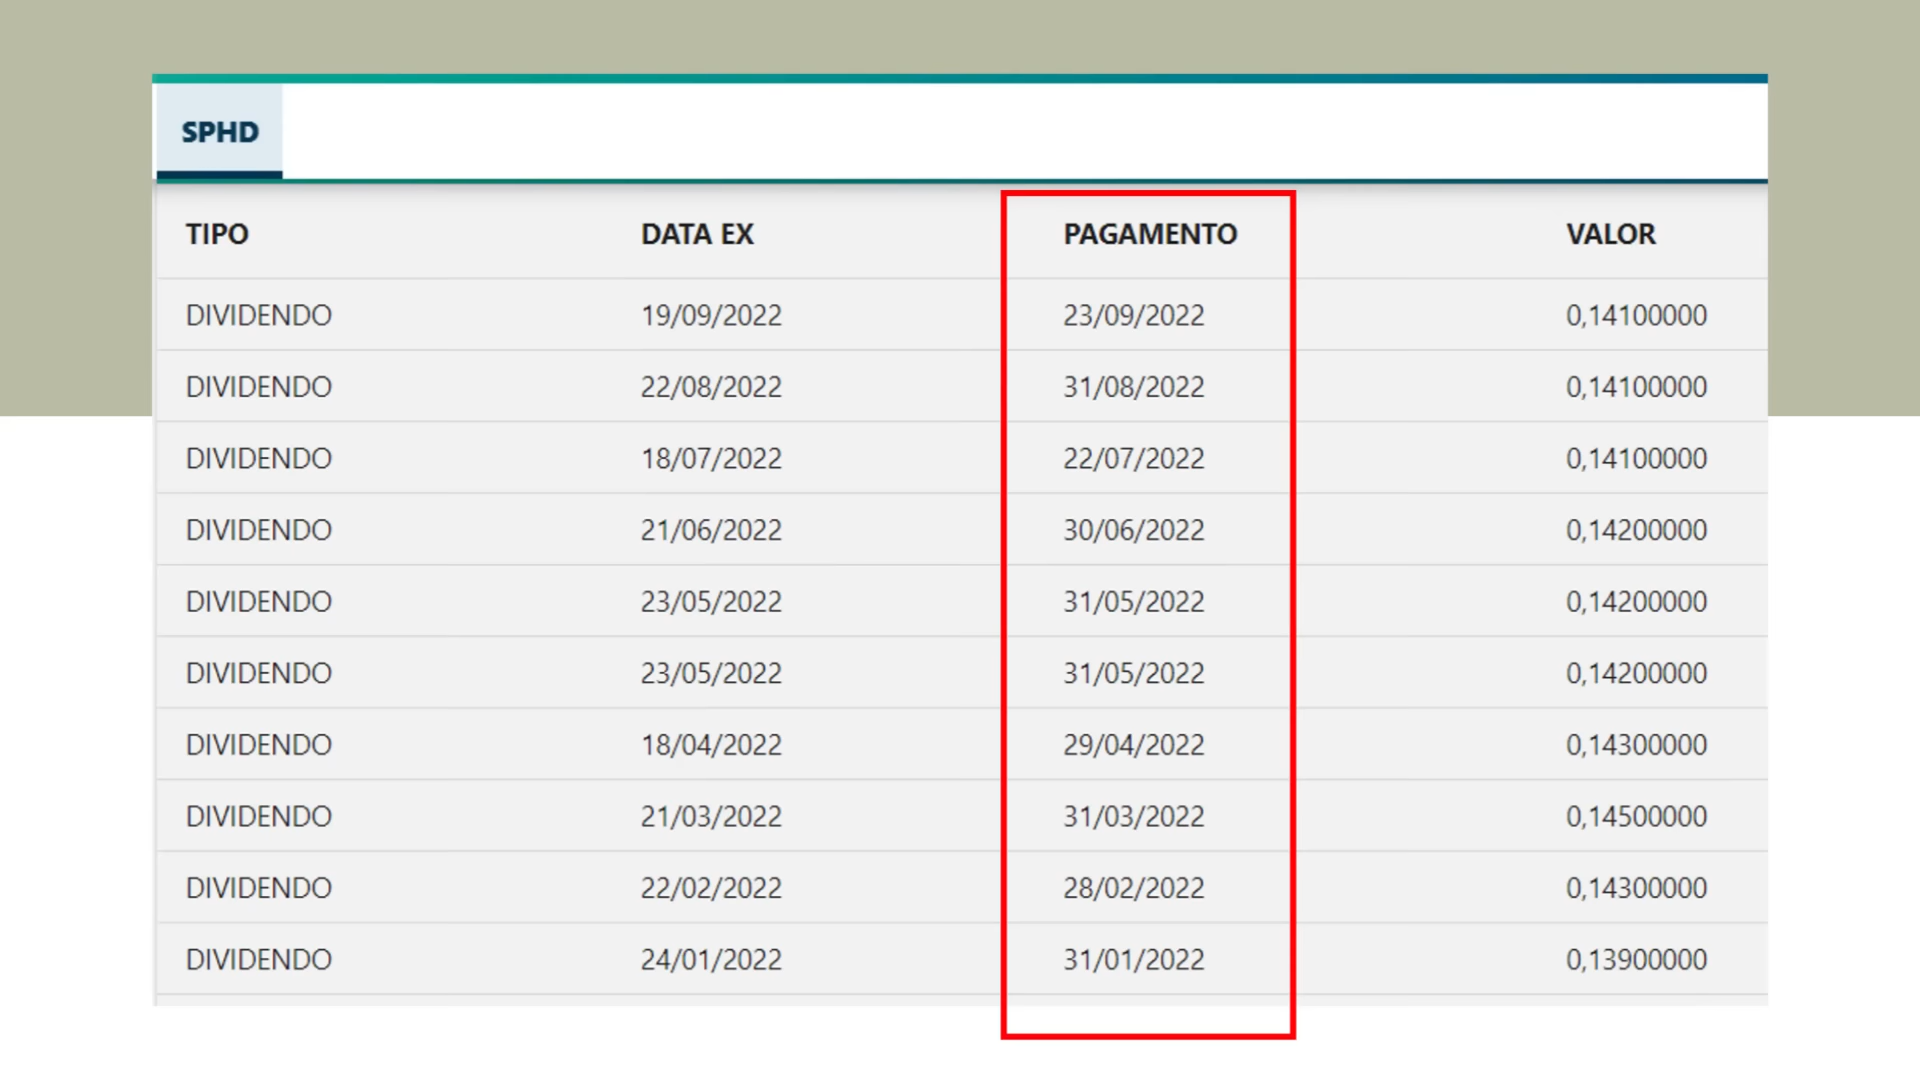 SPHD
TIPO DATA EX PAGAMENTO VALOR
DIVIDENDO 19/09/2022 23/09/2022 0,14100000
DIVIDENDO 22/08/2022 31/08/2022 0,14100000
DIVIDENDO 18/07/2022 22/07/2022 0,14100000
DIVIDENDO 21/06/2022 30/06/2022 0,14200000
DIVIDENDO 23/05/2022 31/05/2022 0,14200000
DIVIDENDO 23/05/2022 31/05/2022 0,14200000
DIVIDENDO 18/04/2022 29/04/2022 0,14300000
DIVIDENDO 21/03/2022 31/03/2022 0,14500000
DIVIDENDO 22/02/2022 28/02/2022 0,14300000
DIVIDENDO 24/01/2022 31/01/2022 0,13900000